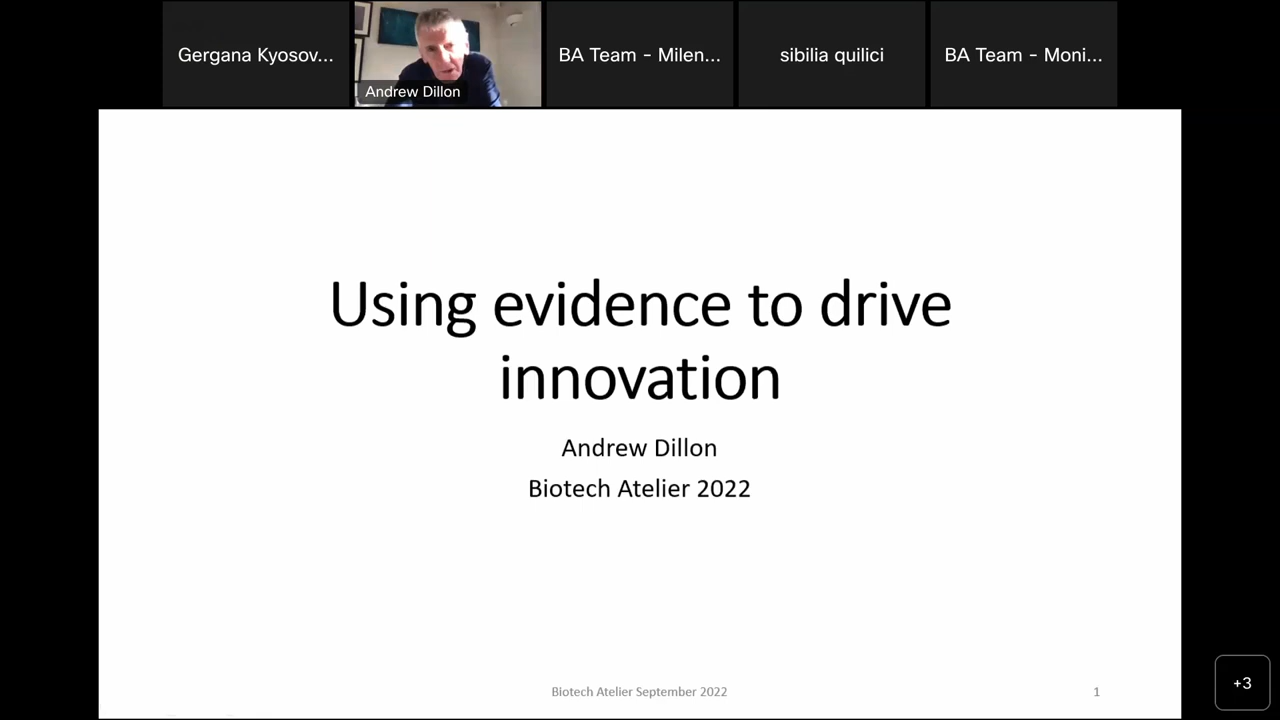 Gergana Kyosov...
Andrew Dillon
BA Team - Milen...
sibilia quilici
BA Team - Moni...
Using evidence to drive
innovation
Andrew Dillon
Biotech Atelier 2022
Biotech Atelier September 2022
1
+3